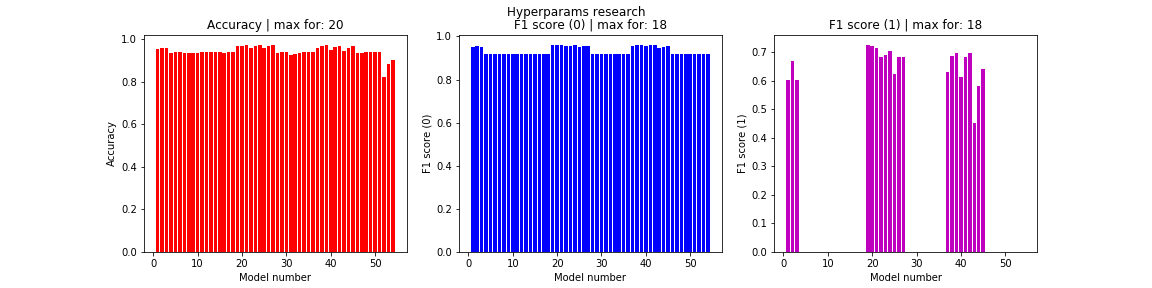 Hyperparams research
Accuracy | max for: 20
1.0
0.8
0.6
0.4
0.2
0.0
Accuracy
0 10 20 30 40 50
Model number
F1 score (0) | max for: 18
1.0
0.8
0.6
0.4
0.2
0.0
F1 score (0)
0 10 20 30 40 50
Model number
F1 score (1) | max for: 18
0.7
0.6
0.5
0.4
0.3
0.2
0.1
0.0
F1 score (1)
0 10 20 30 40 50
Model number